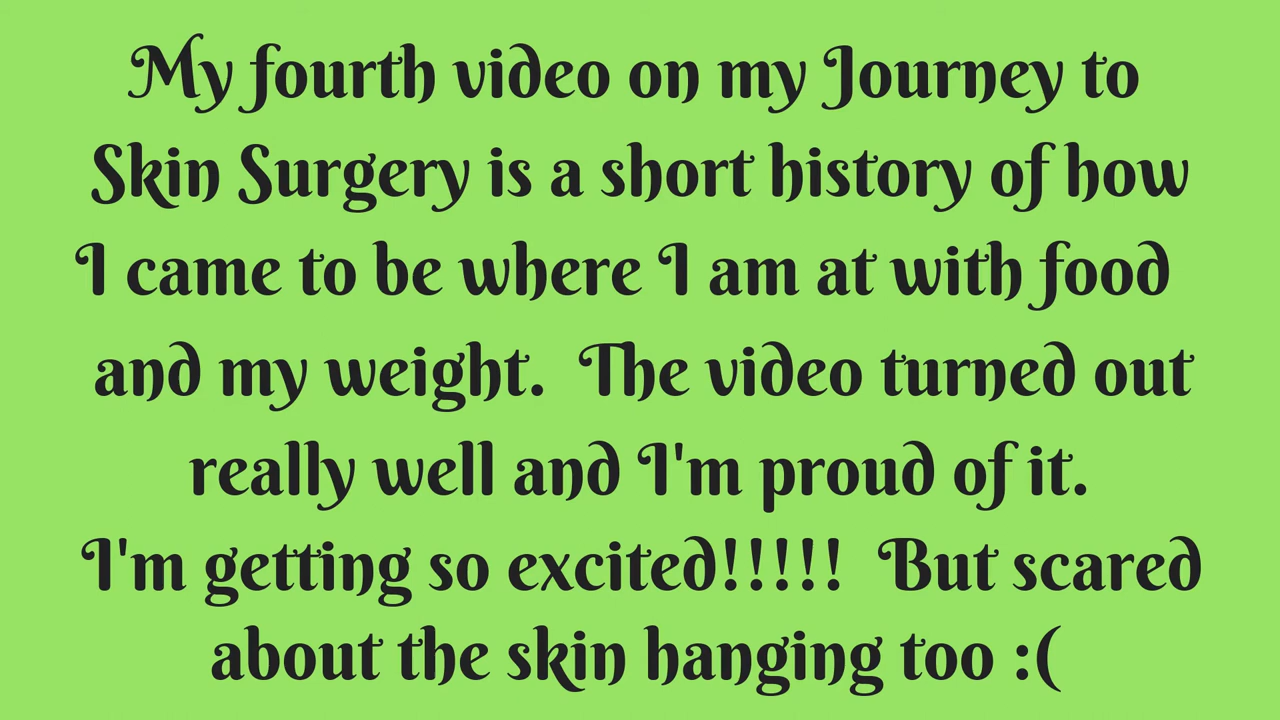 My fourth video on my Journey to
Skin Surgery is a short history of how
I came to be where I am at with food
and my weight.  The video turned out
really well and I'm proud of it.
I'm getting so excited!!!!!  But scared
about the skin hanging too :(